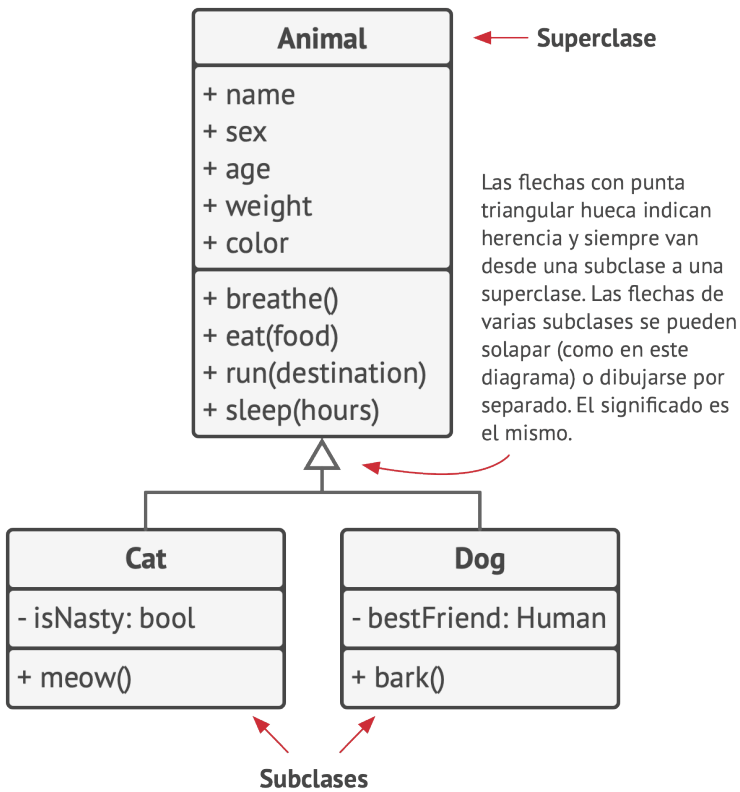 Animal
Superclase
+ name
+ sex
+ age
+ weight
+ color
+ breathe()
+ eat(food)
+ run(destination)
+ sleep(hours)
Las flechas con punta
triangular hueca indican
herencia y siempre van
desde una subclase a una
superclase. Las flechas de
varias subclases se pueden
solapar (como en este
diagrama) o dibujarse por
separado. El significado es
el mismo.
Cat
- isNasty: bool
+ meow()
Dog
- bestFriend: Human
+ bark()
Subclases